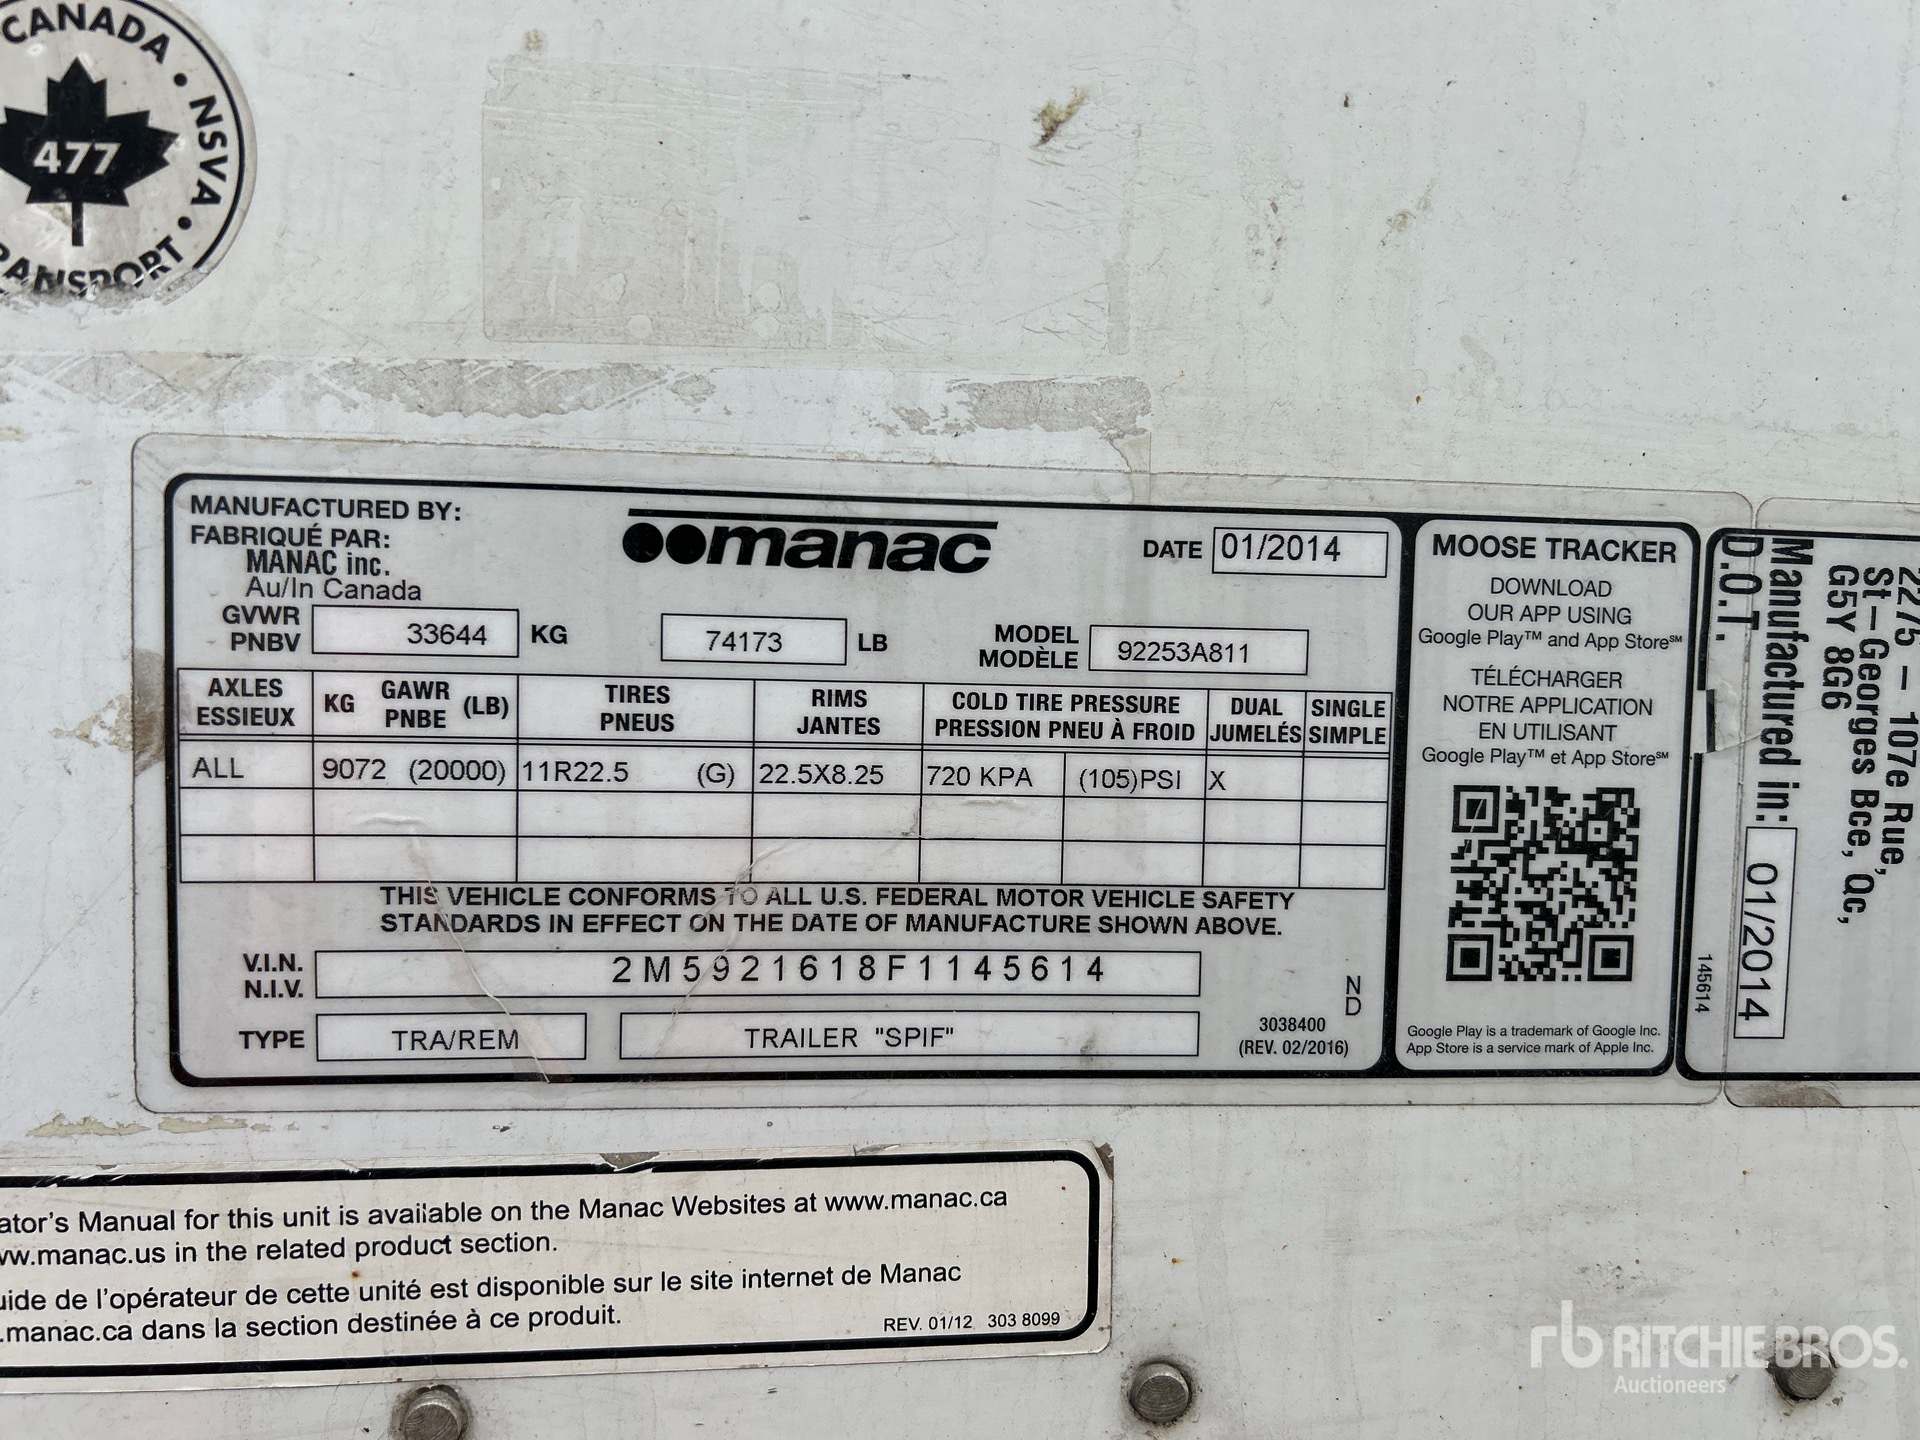 CANADA • NSVA •
477
TRANSPORT
MANUFACTURED BY:
FABRIQUÉ PAR:
MANAC inc.
Au/In Canada
manac
DATE 01/2014
GVWR
PNBV
33644 KG
74173 LB
MODEL
MODÈLE
92253A811
AXLES
ESSIEUX
KG GAWR (LB)
PNBE
TIRES
PNEUS
RIMS
JANTES
COLD TIRE PRESSURE
PRESSION PNEU À FROID
DUAL
JUMELÉS
SINGLE
SIMPLE
ALL 9072 (20000) 11R22.5 (G) 22.5X8.25 720 KPA (105)PSI X
THIS VEHICLE CONFORMS TO ALL U.S. FEDERAL MOTOR VEHICLE SAFETY
STANDARDS IN EFFECT ON THE DATE OF MANUFACTURE SHOWN ABOVE.
V.I.N.
N.I.V.
2M5921618F1145614
TYPE TRA/REM TRAILER "SPIF"
ND
3038400
(REV. 02/2016)
MOOSE TRACKER
DOWNLOAD
OUR APP USING
Google Play™ and App Store℠
TÉLÉCHARGER
NOTRE APPLICATION
EN UTILISANT
Google Play™ et App Store℠
Google Play is a trademark of Google Inc.
App Store is a service mark of Apple Inc.
145614
2275 – 107e Rue,
St-Georges Bce, Qc,
G5Y 8G6
Manufactured in: 01/2014
D.O.T.
ator's Manual for this unit is available on the Manac Websites at www.manac.ca
ww.manac.us in the related product section.
uide de l'opérateur de cette unité est disponible sur le site internet de Manac
.manac.ca dans la section destinée à ce produit.
REV. 01/12 303 8099
rb RITCHIE BROS.
Auctioneers